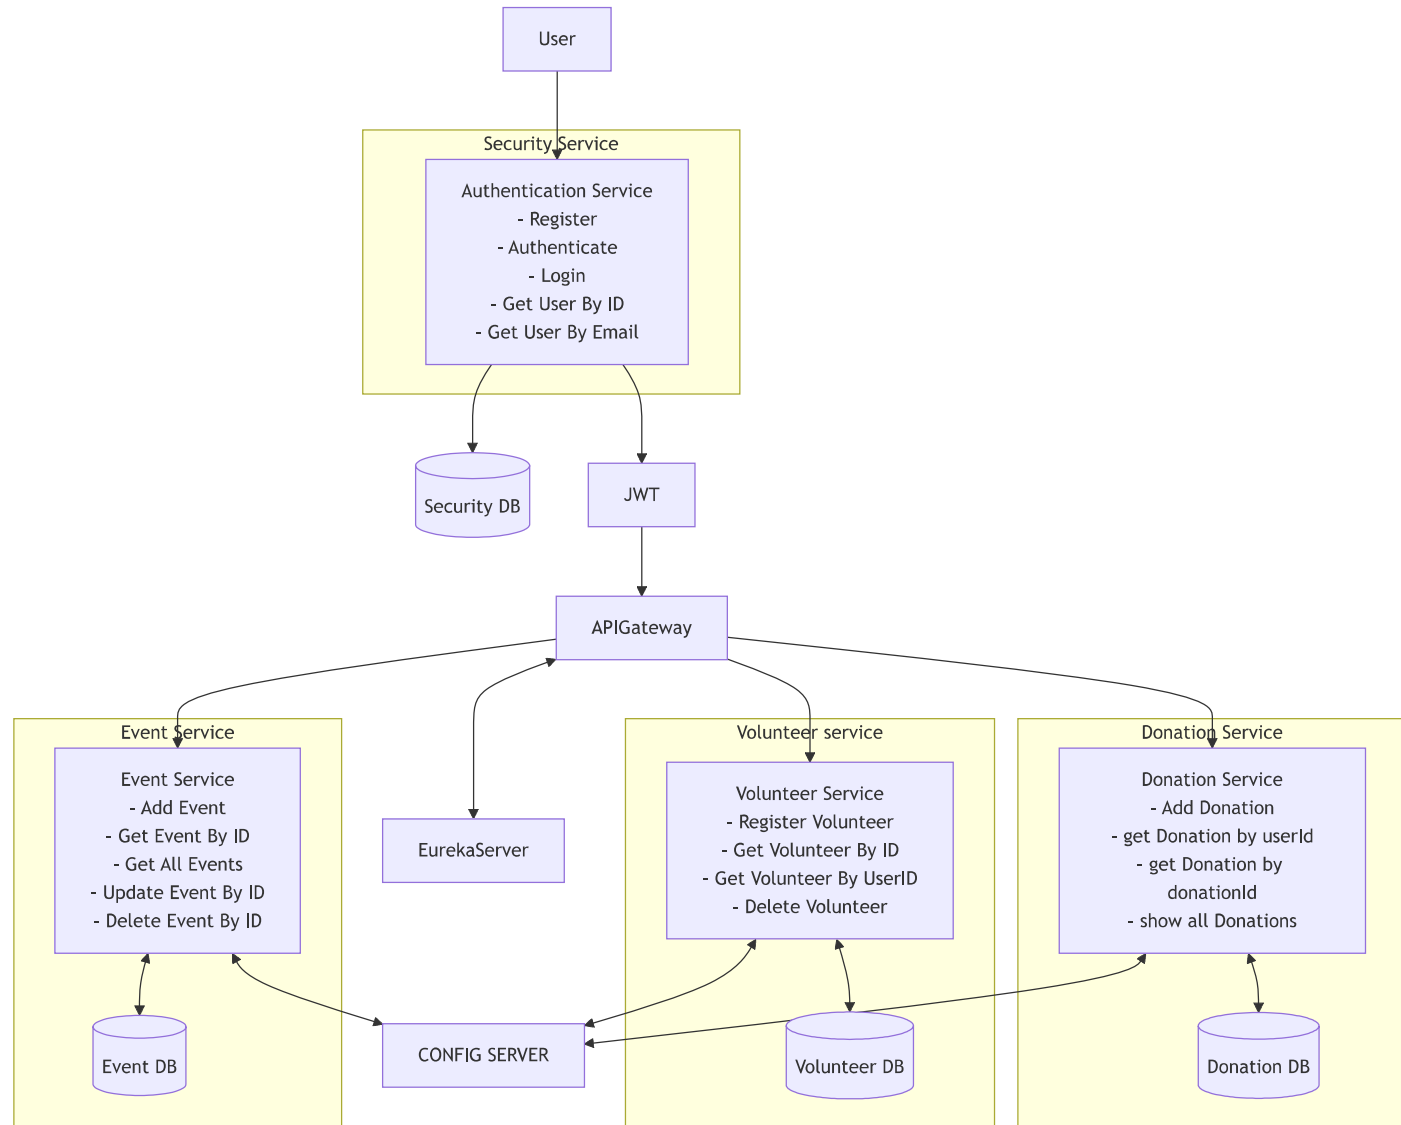 User
Security Service
Authentication Service
- Register
- Authenticate
- Login
- Get User By ID
- Get User By Email
Security DB
JWT
APIGateway
Event Service
Event Service
- Add Event
- Get Event By ID
- Get All Events
- Update Event By ID
- Delete Event By ID
Event DB
EurekaServer
CONFIG SERVER
Volunteer service
Volunteer Service
- Register Volunteer
- Get Volunteer By ID
- Get Volunteer By UserID
- Delete Volunteer
Volunteer DB
Donation Service
Donation Service
- Add Donation
- get Donation by userId
- get Donation by
donationId
- show all Donations
Donation DB